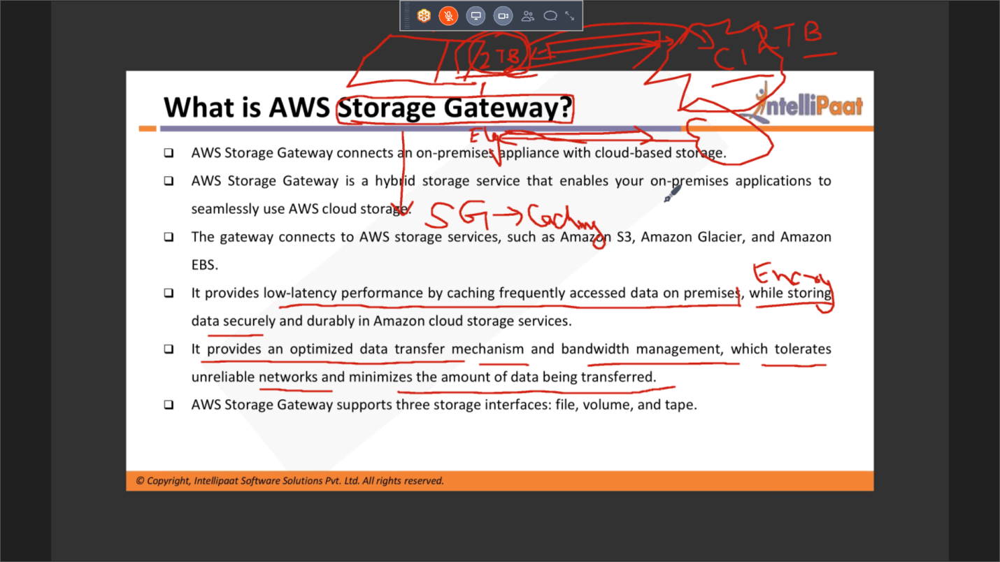 2TB
2TB
Cl
What is AWS Storage Gateway?
IntelliPaat
❑ AWS Storage Gateway connects an on-premises appliance with cloud-based storage.
❑ AWS Storage Gateway is a hybrid storage service that enables your on-premises applications to
seamlessly use AWS cloud storage.
SG → Caching
❑ The gateway connects to AWS storage services, such as Amazon S3, Amazon Glacier, and Amazon
EBS.
❑ It provides low-latency performance by caching frequently accessed data on premises, while storing
data securely and durably in Amazon cloud storage services.
❑ It provides an optimized data transfer mechanism and bandwidth management, which tolerates
unreliable networks and minimizes the amount of data being transferred.
❑ AWS Storage Gateway supports three storage interfaces: file, volume, and tape.
© Copyright, Intellipaat Software Solutions Pvt. Ltd. All rights reserved.